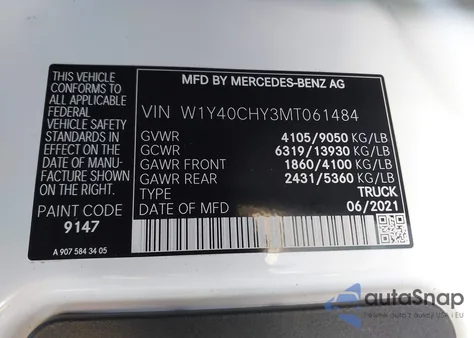 THIS VEHICLE
CONFORMS TO
ALL APPLICABLE
FEDERAL
MOTOR
VEHICLE SAFETY
STANDARDS IN
EFFECT ON THE
DATE OF MANU-
FACTURE SHOWN
PAINT CODE
9147
A 907 584 34 05
MFD BY MERCEDES-BENZ AG
VIN W1Y40CHY3MT061484
GVWR 4105/9050 KG/LB
GCWR 6319/13930 KG/LB
GAWR FRONT 1860/4100 KG/LB
GAWR REAR 2431/5360 KG/LB
TYPE TRUCK
DATE OF MFD 06/2021
autoSnap